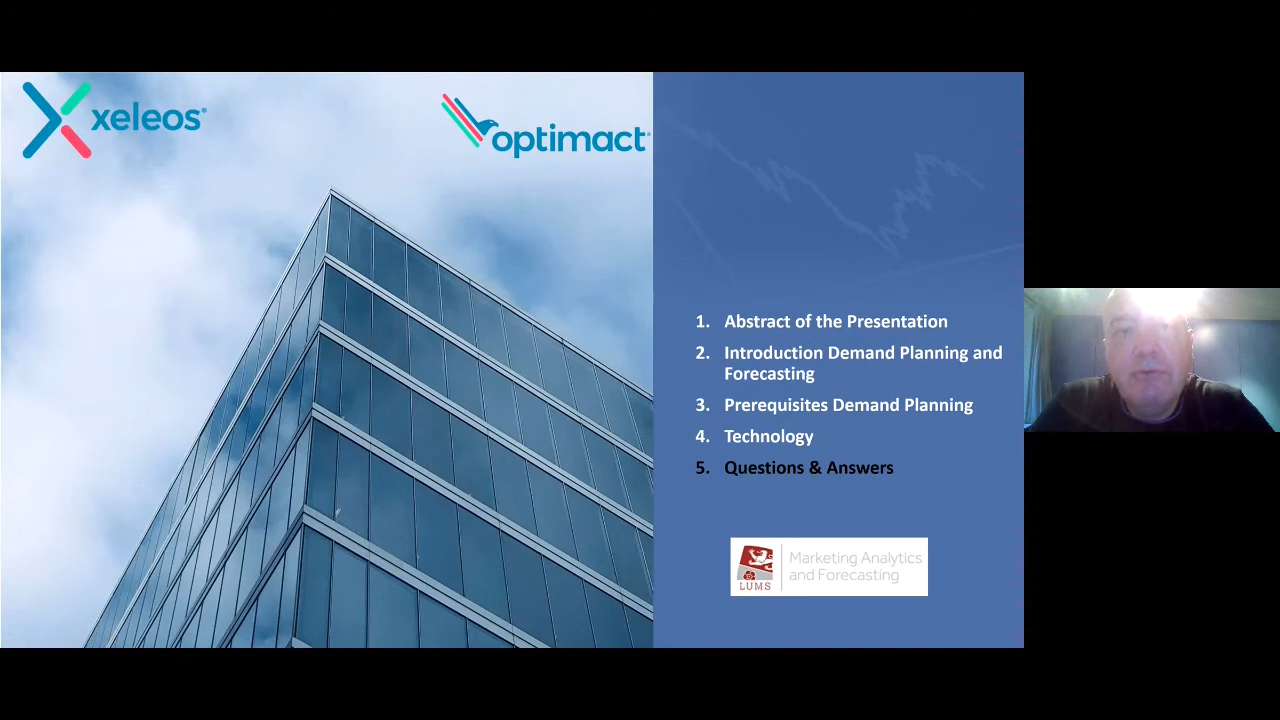 xeleos®
optimact®
1. Abstract of the Presentation
2. Introduction Demand Planning and
Forecasting
3. Prerequisites Demand Planning
4. Technology
5. Questions & Answers
LUMS
Marketing Analytics
and Forecasting